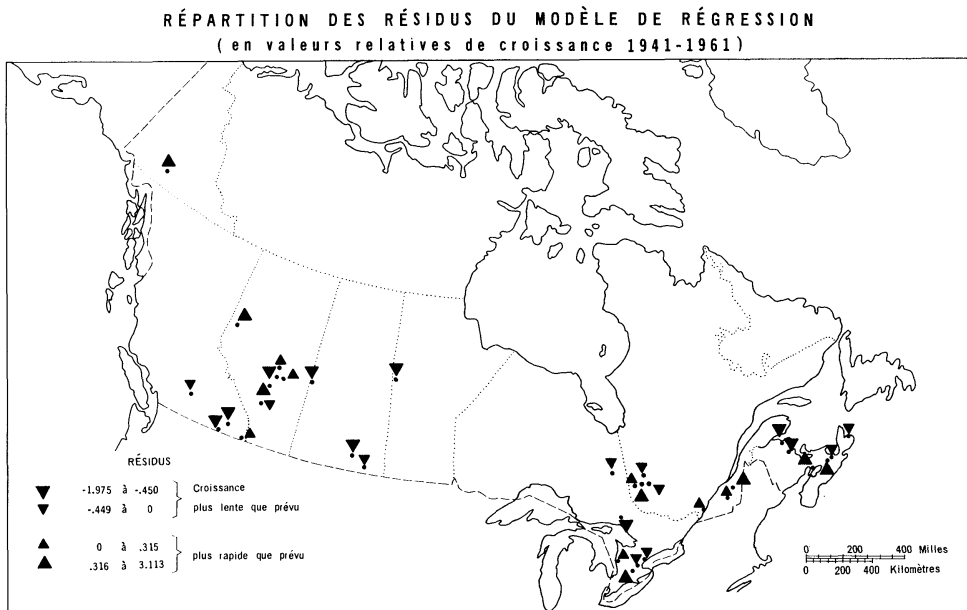 RÉPARTITION DES RÉSIDUS DU MODÈLE DE RÉGRESSION
(en valeurs relatives de croissance 1941-1961)
RÉSIDUS
-1.975 à -.450 Croissance
-.449 à 0 plus lente que prévu
0 à .315
.316 à 3.113 plus rapide que prévu
0 200 400 Milles
0 200 400 Kilomètres